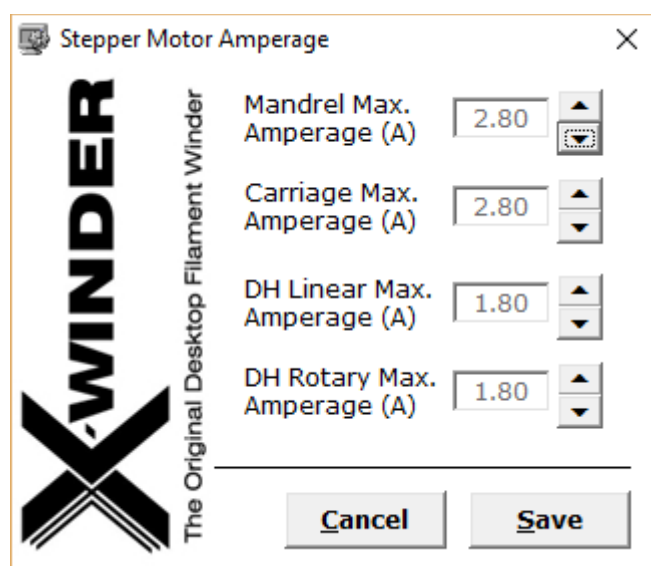 Stepper Motor Amperage
X-WINDER
The Original Desktop Filament Winder
Mandrel Max.
Amperage (A)
2.80
Carriage Max.
Amperage (A)
2.80
DH Linear Max.
Amperage (A)
1.80
DH Rotary Max.
Amperage (A)
1.80
Cancel
Save